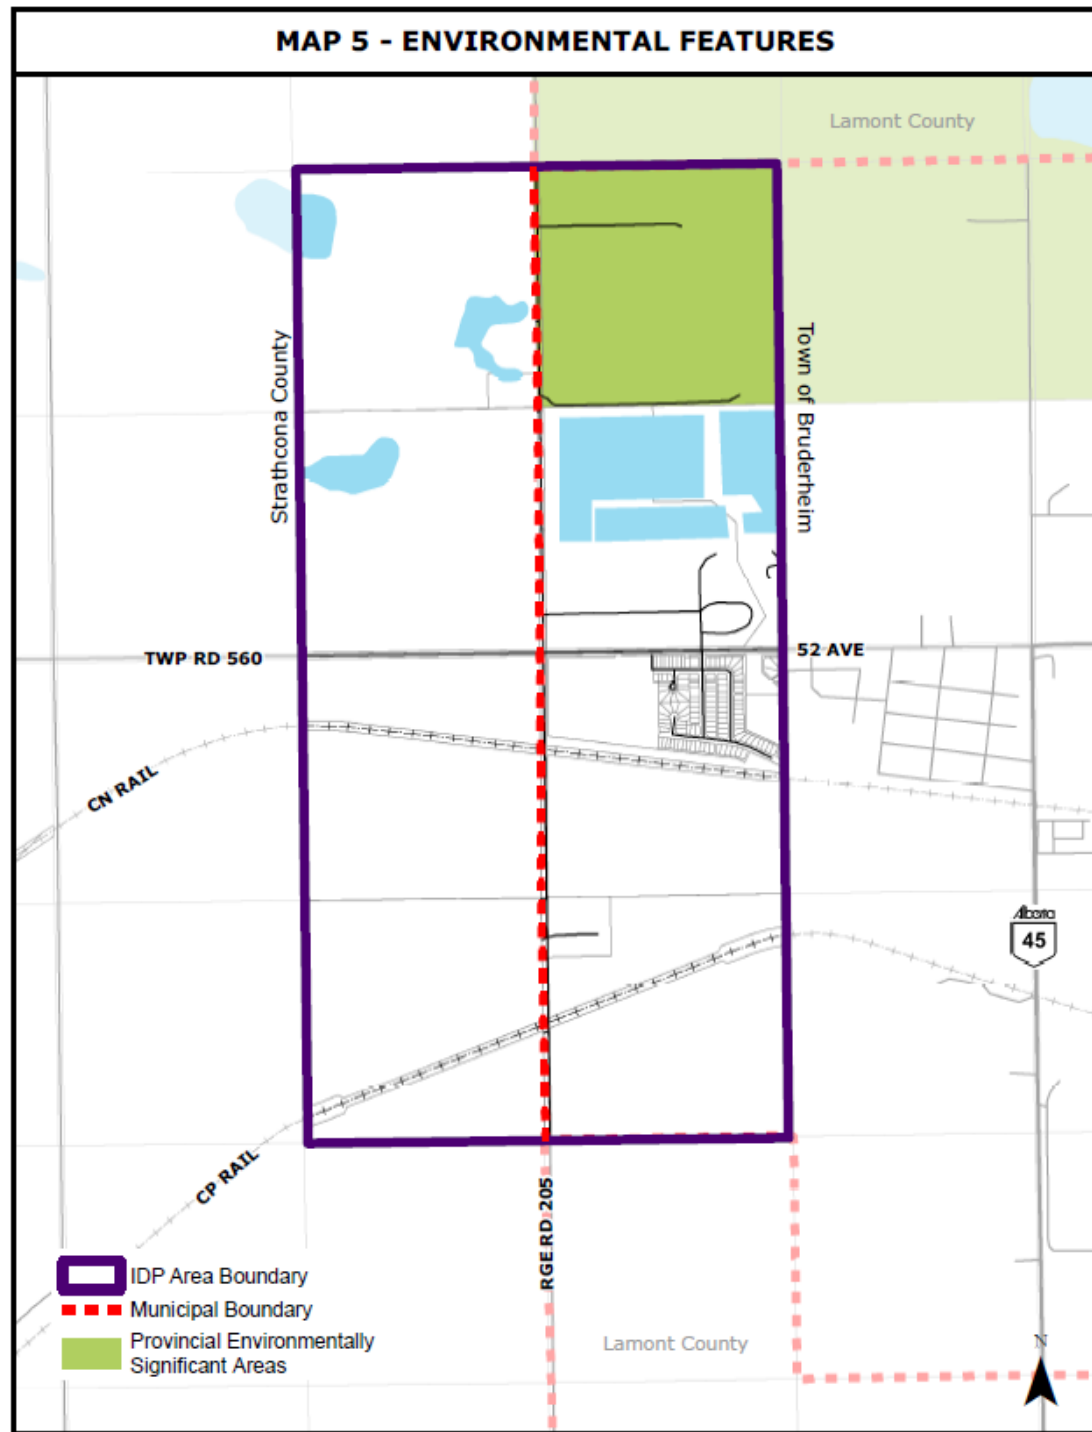 MAP 5 - ENVIRONMENTAL FEATURES
Lamont County
Strathcona County
Town of Bruderheim
TWP RD 560
52 AVE
CN RAIL
Alberta
45
CP RAIL
RGE RD 205
IDP Area Boundary
Municipal Boundary
Provincial Environmentally
Significant Areas
Lamont County
N